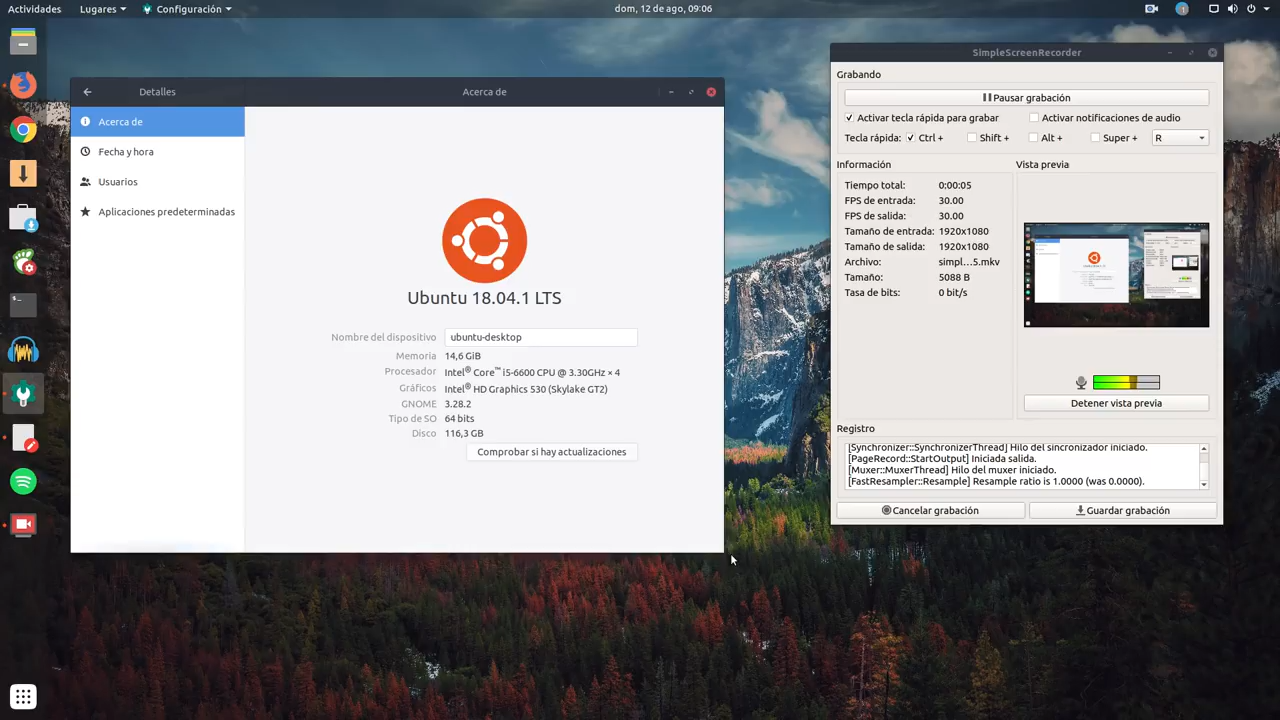 Actividades
Lugares
Configuración
dom, 12 de ago, 09:06
1
Detalles
Acerca de
Acerca de
Fecha y hora
Usuarios
Aplicaciones predeterminadas
Ubuntu 18.04.1 LTS
Nombre del dispositivo ubuntu-desktop
Memoria 14,6 GiB
Procesador Intel® Core™ i5-6600 CPU @ 3.30GHz × 4
Gráficos Intel® HD Graphics 530 (Skylake GT2)
GNOME 3.28.2
Tipo de SO 64 bits
Disco 116,3 GB
Comprobar si hay actualizaciones
SimpleScreenRecorder
Grabando
Pausar grabación
Activar tecla rápida para grabar Activar notificaciones de audio
Tecla rápida: Ctrl + Shift + Alt + Super + R
Información
Tiempo total: 0:00:05
FPS de entrada: 30.00
FPS de salida: 30.00
Tamaño de entrada: 1920x1080
Tamaño de salida: 1920x1080
Archivo: simpl...5.mkv
Tamaño: 5088 B
Tasa de bits: 0 bit/s
Vista previa
Detener vista previa
Registro
[Synchronizer::SynchronizerThread] Hilo del sincronizador iniciado.
[PageRecord::StartOutput] Iniciada salida.
[Muxer::MuxerThread] Hilo del muxer iniciado.
[FastResampler::Resample] Resample ratio is 1.0000 (was 0.0000).
Cancelar grabación
Guardar grabación